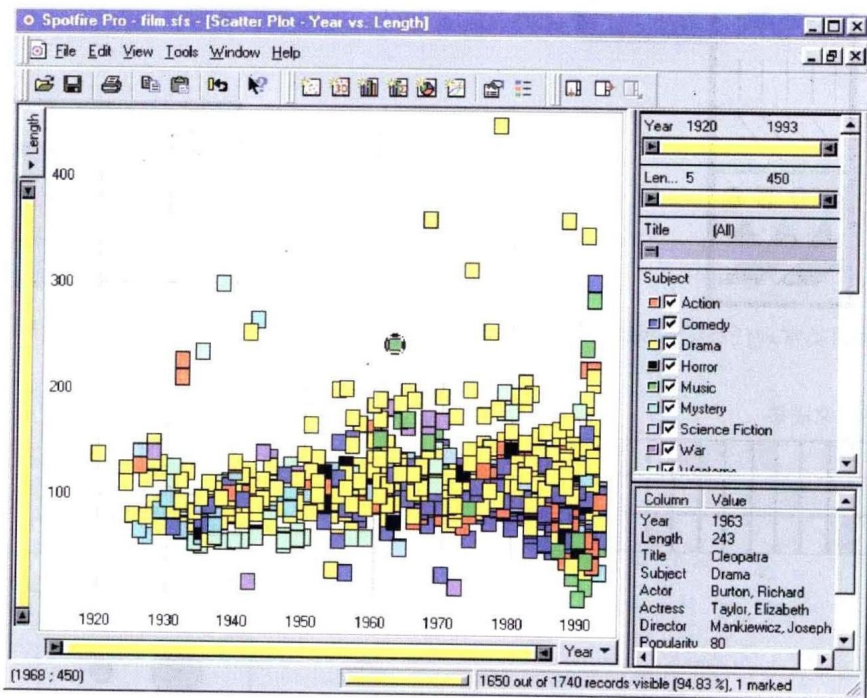 Spotfire Pro - film.sfs - [Scatter Plot - Year vs. Length]
File Edit View Tools Window Help
Length
400
300
200
100
1920 1930 1940 1950 1960 1970 1980 1990
Year
Year 1920 1993
Len... 5 450
Title (All)
Subject
Action
Comedy
Drama
Horror
Music
Mystery
Science Fiction
War
Westerns
Column Value
Year 1963
Length 243
Title Cleopatra
Subject Drama
Actor Burton, Richard
Actress Taylor, Elizabeth
Director Mankiewicz, Joseph
Popularity 80
(1968 ; 450)
1650 out of 1740 records visible (94.83 %), 1 marked